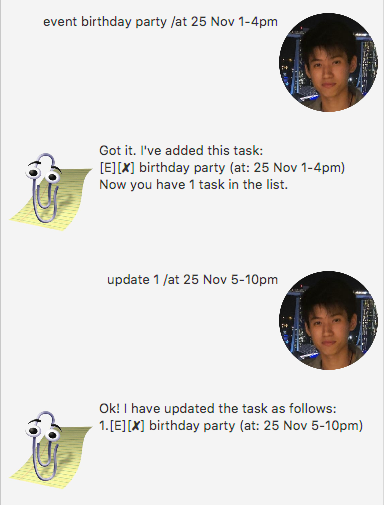 event birthday party /at 25 Nov 1-4pm
Got it. I've added this task:
[E][✘] birthday party (at: 25 Nov 1-4pm)
Now you have 1 task in the list.
update 1 /at 25 Nov 5-10pm
Ok! I have updated the task as follows:
1.[E][✘] birthday party (at: 25 Nov 5-10pm)